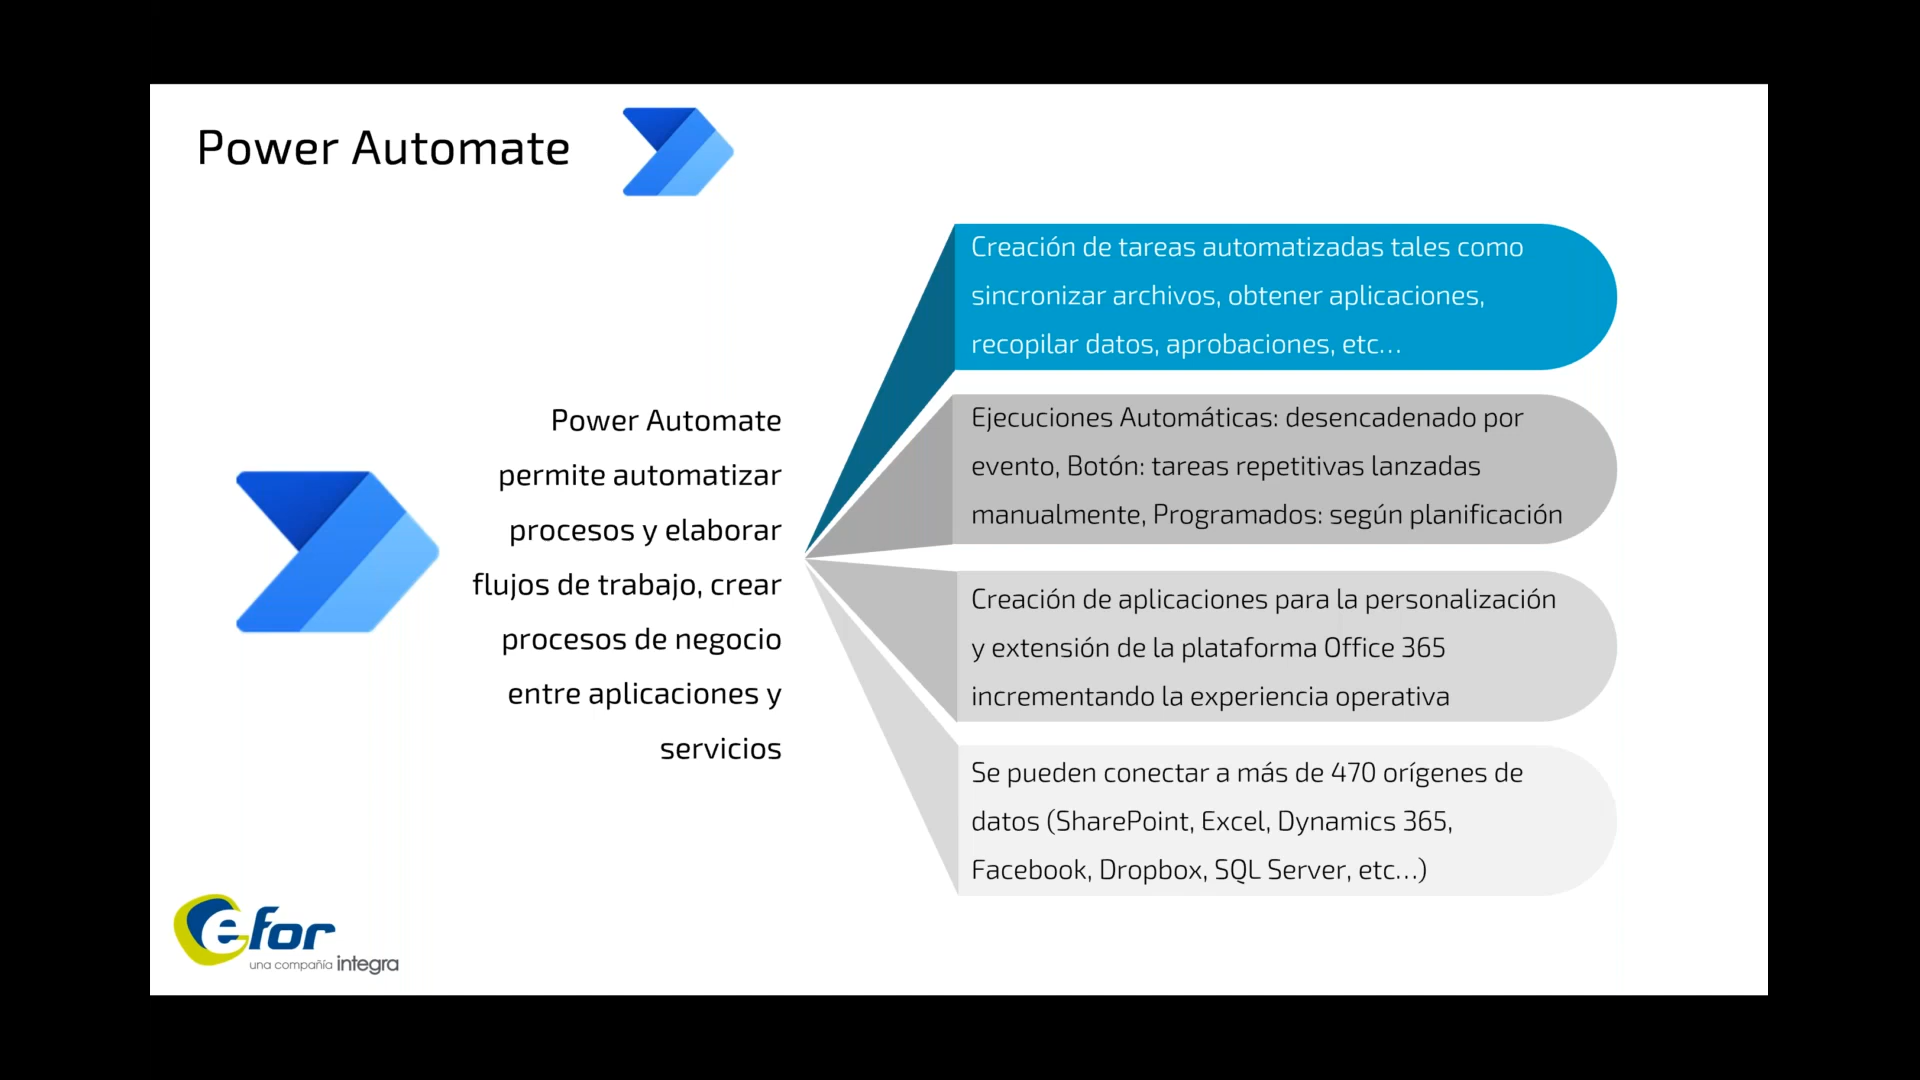 Power Automate
Power Automate
permite automatizar
procesos y elaborar
flujos de trabajo, crear
procesos de negocio
entre aplicaciones y
servicios
Creación de tareas automatizadas tales como
sincronizar archivos, obtener aplicaciones,
recopilar datos, aprobaciones, etc...
Ejecuciones Automáticas: desencadenado por
evento, Botón: tareas repetitivas lanzadas
manualmente, Programados: según planificación
Creación de aplicaciones para la personalización
y extensión de la plataforma Office 365
incrementando la experiencia operativa
Se pueden conectar a más de 470 orígenes de
datos (SharePoint, Excel, Dynamics 365,
Facebook, Dropbox, SQL Server, etc...)
efor
una compañía integra